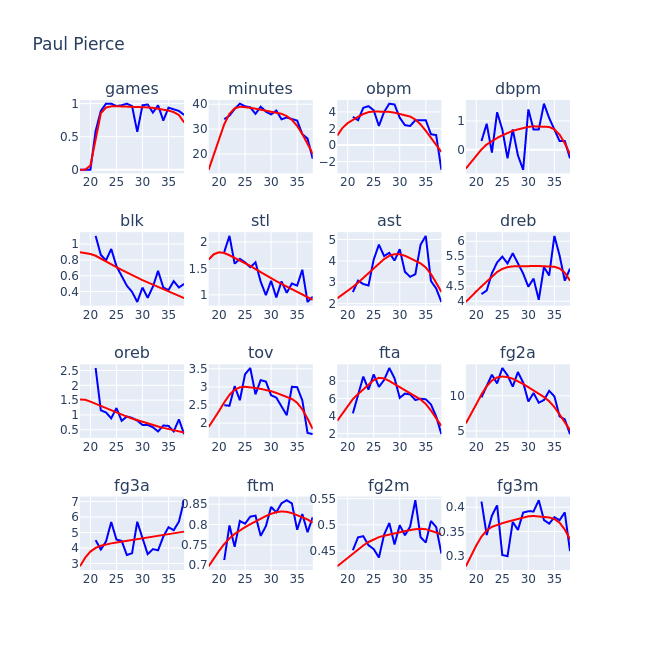 Paul Pierce
games minutes obpm dbpm
1 0.5 0 20 25 30 35
40 30 20 20 25 30 35
4 2 0 −2 20 25 30 35
1 0 20 25 30 35
blk stl ast dreb
1 0.8 0.6 0.4 20 25 30 35
2 1.5 1 20 25 30 35
5 4 3 2 20 25 30 35
6 5.5 5 4.5 4 20 25 30 35
oreb tov fta fg2a
2.5 2 1.5 1 0.5 20 25 30 35
3.5 3 2.5 2 20 25 30 35
8 6 4 2 20 25 30 35
10 5 20 25 30 35
fg3a ftm fg2m fg3m
7 6 5 4 3 20 25 30 35
0.85 0.8 0.75 0.7 20 25 30 35
0.55 0.5 0.45 20 25 30 35
0.4 0.35 0.3 20 25 30 35